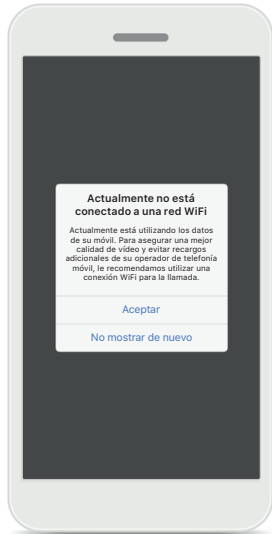 Actualmente no está
conectado a una red WiFi
Actualmente está utilizando los datos
de su móvil. Para asegurar una mejor
calidad de vídeo y evitar recargos
adicionales de su operador de telefonía
móvil, le recomendamos utilizar una
conexión WiFi para la llamada.
Aceptar
No mostrar de nuevo